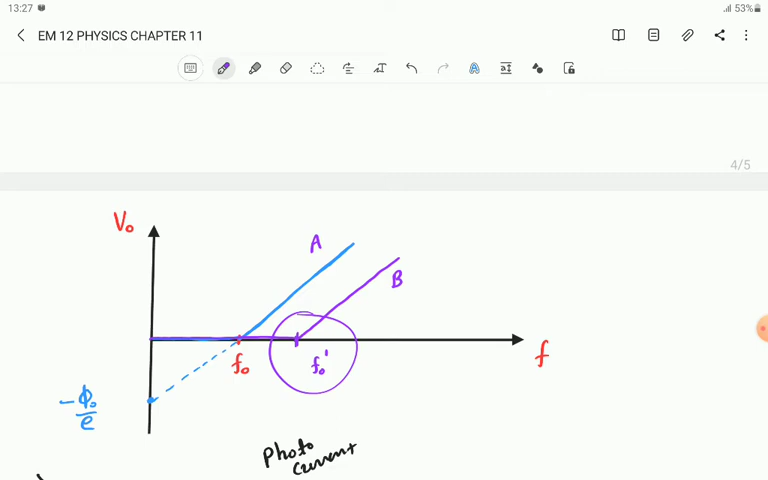 13:27
53%
EM 12 PHYSICS CHAPTER 11
4/5
V₀
A
B
f₀
f₀'
f
-Φ₀/e
Photo
current